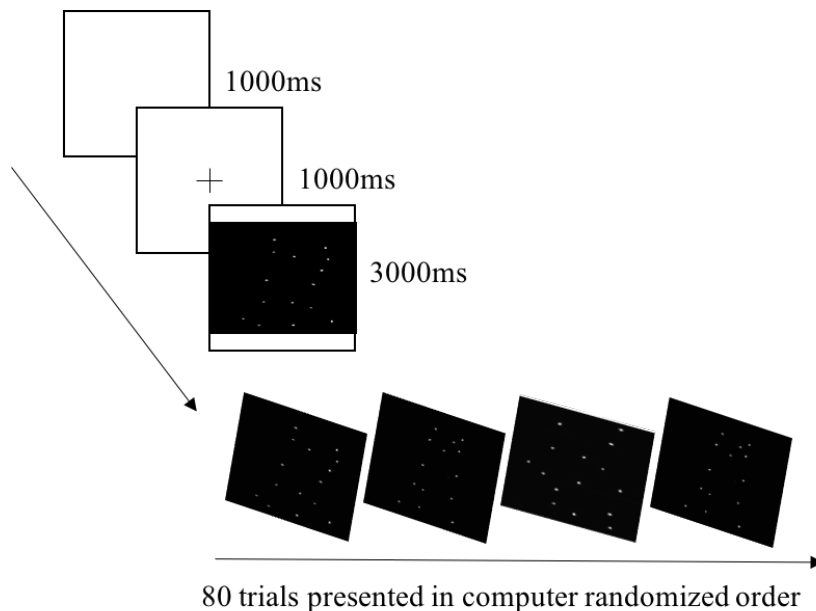 1000ms
1000ms
3000ms
80 trials presented in computer randomized order